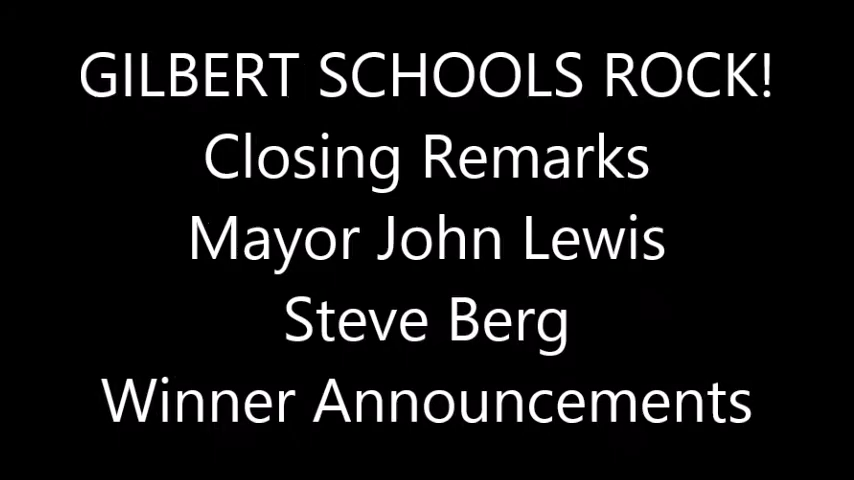 GILBERT SCHOOLS ROCK!
Closing Remarks
Mayor John Lewis
Steve Berg
Winner Announcements